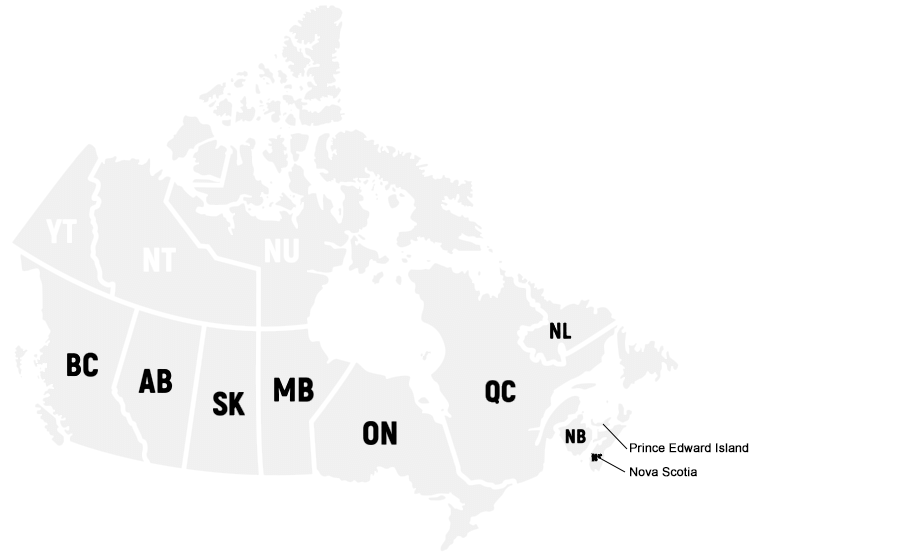 YT
NT
NU
NL
BC
AB
SK
MB
QC
ON
NB
Prince Edward Island
Nova Scotia